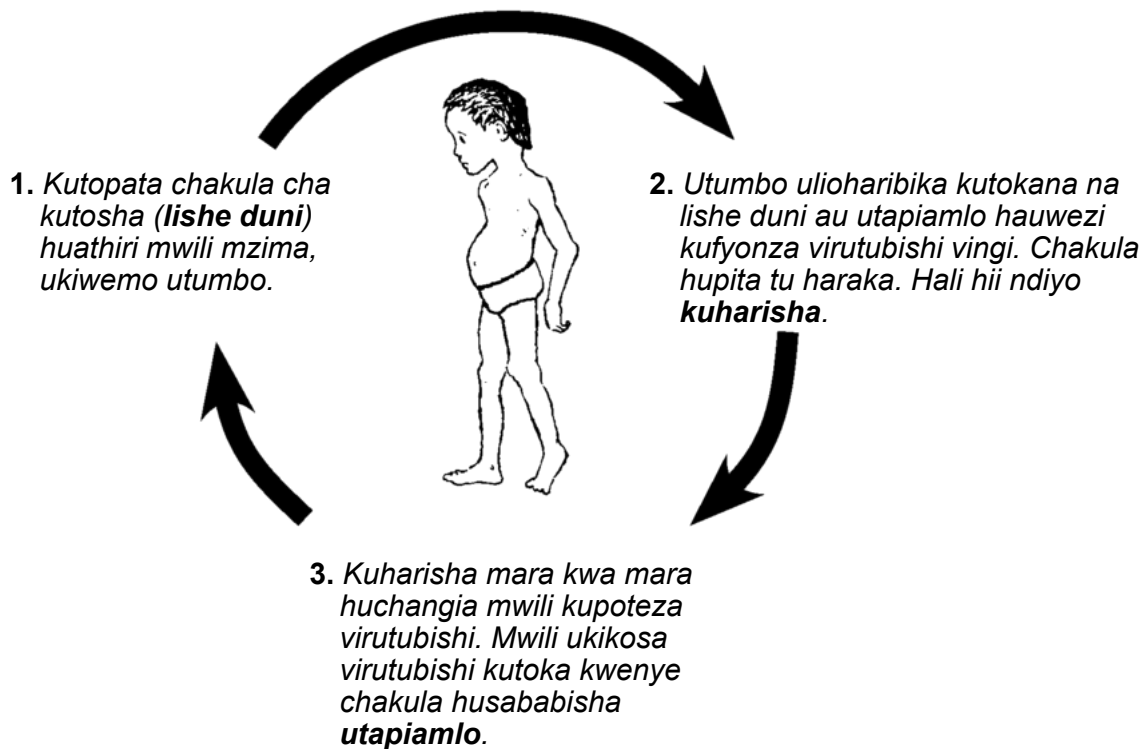 1. Kutopata chakula cha
kutosha (lishe duni)
huathiri mwili mzima,
ukiwemo utumbo.
2. Utumbo ulioharibika kutokana na
lishe duni au utapiamlo hauwezi
kufyonza virutubishi vingi. Chakula
hupita tu haraka. Hali hii ndiyo
kuharisha.
3. Kuharisha mara kwa mara
huchangia mwili kupoteza
virutubishi. Mwili ukikosa
virutubishi kutoka kwenye
chakula husababisha
utapiamlo.